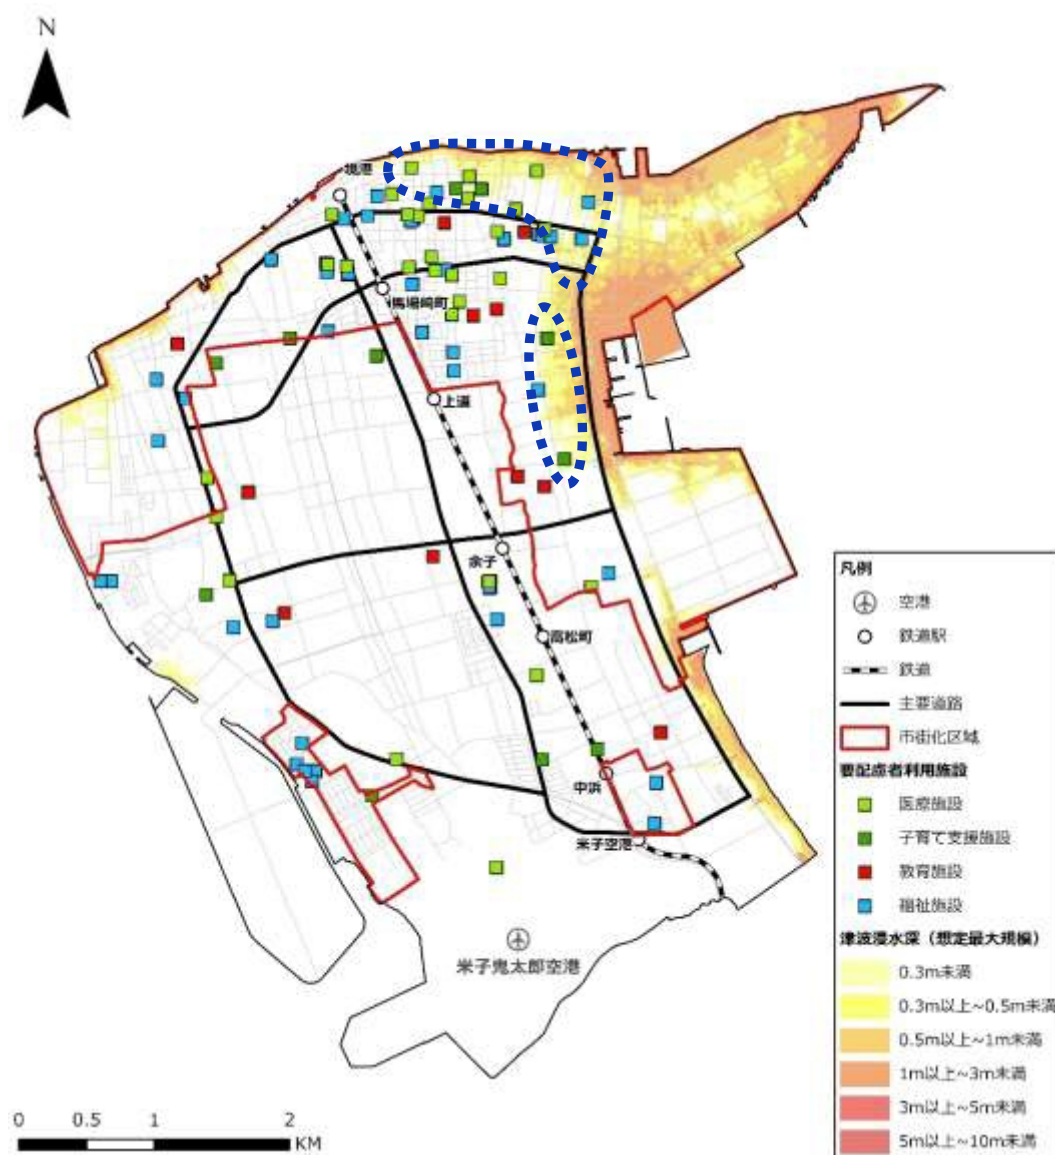 N
境港
馬場崎町
上道
余子
高松町
中浜
米子空港
米子鬼太郎空港
凡例
空港
鉄道駅
鉄道
主要道路
市街化区域
要配慮者利用施設
医療施設
子育て支援施設
教育施設
福祉施設
津波浸水深（想定最大規模）
0.3m未満
0.3m以上~0.5m未満
0.5m以上~1m未満
1m以上~3m未満
3m以上~5m未満
5m以上~10m未満
0 0.5 1 2
KM